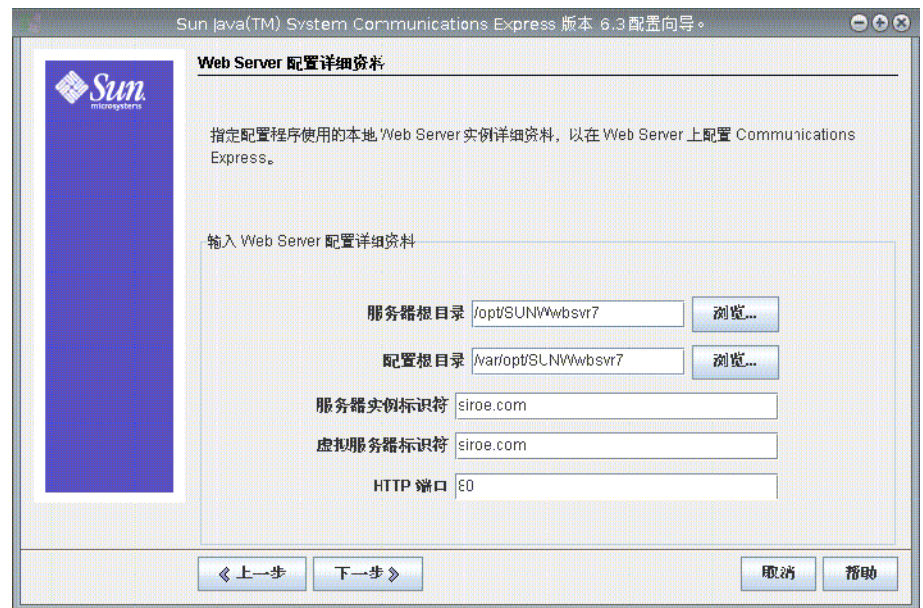 Sun Java(TM) System Communications Express 版本 6.3配置向导。
Sun
microsystems
Web Server 配置详细资料
指定配置程序使用的本地 Web Server 实例详细资料，以在 Web Server 上配置 Communications
Express。
输入 Web Server 配置详细资料
服务器根目录 /opt/SUNWwbsvr7 浏览...
配置根目录 /var/opt/SUNWwbsvr7 浏览...
服务器实例标识符 siroe.com
虚拟服务器标识符 siroe.com
HTTP 端口 80
《 上一步 下一步 》 取消 帮助